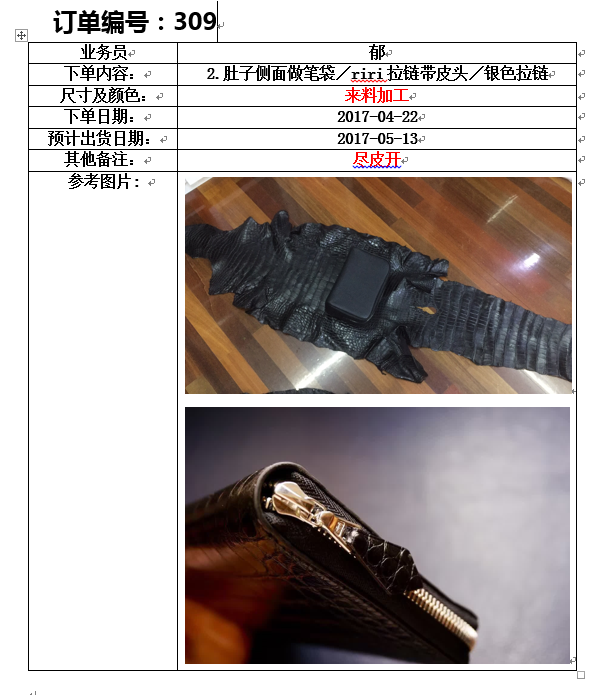 订单编号：309
业务员 郁
下单内容： 2.肚子侧面做笔袋／riri拉链带皮头／银色拉链
尺寸及颜色： 来料加工
下单日期： 2017-04-22
预计出货日期： 2017-05-13
其他备注： 尽皮开
参考图片：